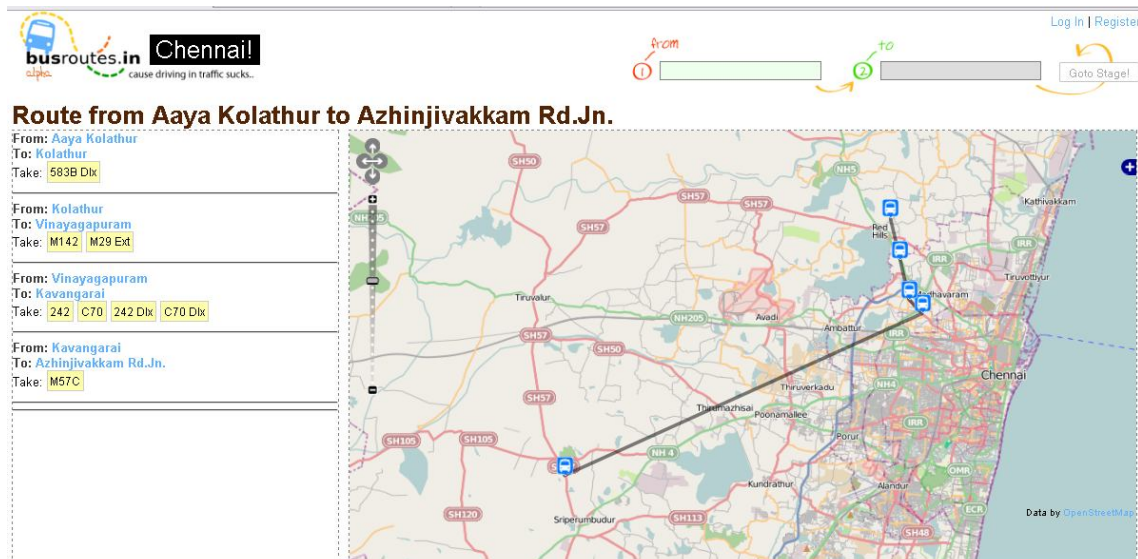 Log In | Register
busroutes.in
alpha
Chennai!
cause driving in traffic sucks..
1 from
2 to
Goto Stage!
Route from Aaya Kolathur to Azhinjivakkam Rd.Jn.
From: Aaya Kolathur
To: Kolathur
Take: 583B Dlx
From: Kolathur
To: Vinayagapuram
Take: M142 M29 Ext
From: Vinayagapuram
To: Kavangarai
Take: 242 C70 242 Dlx C70 Dlx
From: Kavangarai
To: Azhinjivakkam Rd.Jn.
Take: M57C
SH50
NH5
SH57
SH57
Kathivakkam
SH57
Red
Hills
IRR
IRR
Tiruvottiyur
Tiruvalur
Madhavaram
Avadi
NH205
Ambattur
IRR
SH57
SH50
Chennai
Thiruverkadu
NH4
SH57
Thirumazhisai
Poonamallee
IRR
SH105
SH105
Porur
NH 4
OMR
Kundrathur
Alandur
SH120
Sriperumbudur
SH113
ECR
SH48
Data by OpenStreetMap